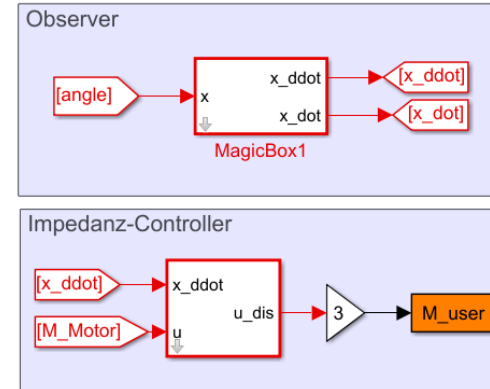 Observer
[angle]
x
x_ddot
x_dot
[x_ddot]
[x_dot]
MagicBox1
Impedanz-Controller
[x_ddot]
[M_Motor]
x_ddot
u
u_dis
3
M_user